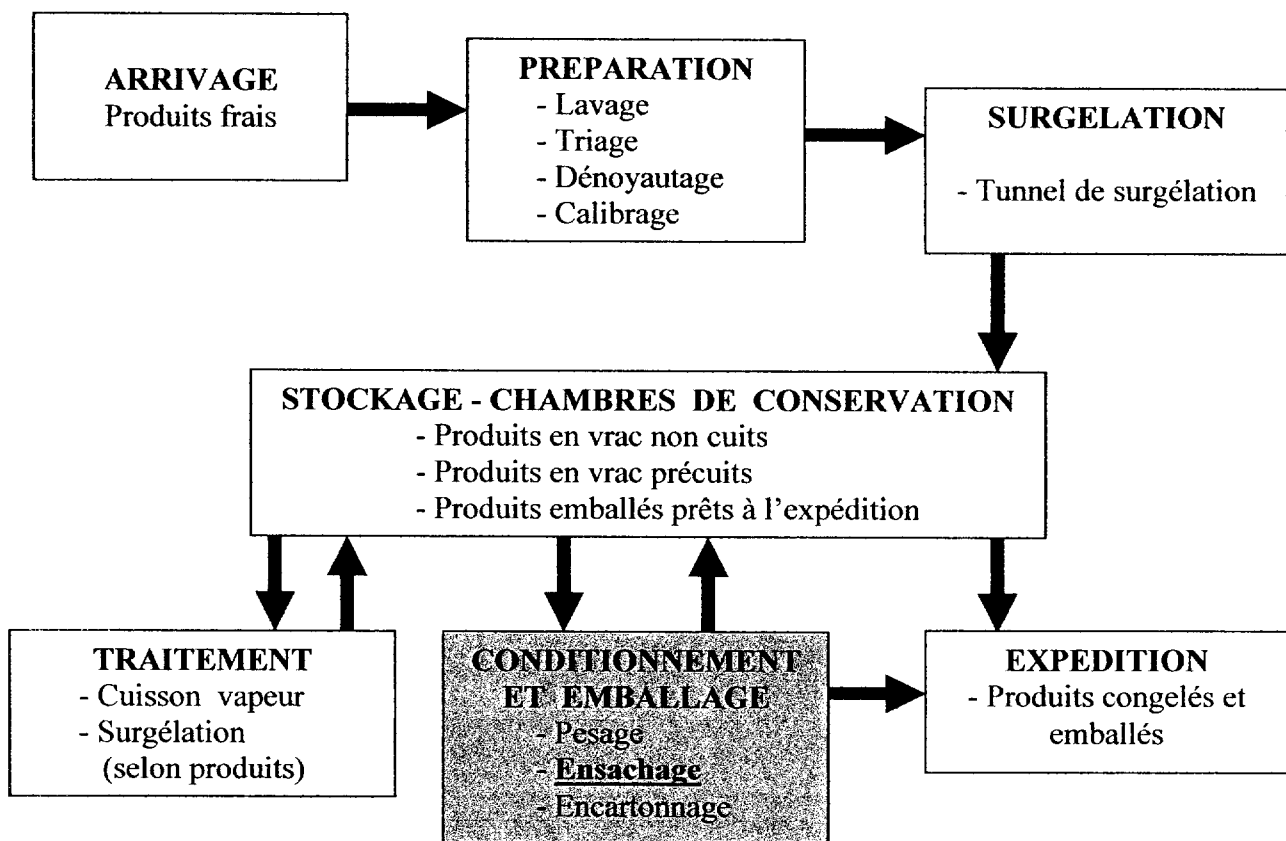 ARRIVAGE
Produits frais
PREPARATION
- Lavage
- Triage
- Dénoyautage
- Calibrage
SURGELATION
- Tunnel de surgélation
STOCKAGE - CHAMBRES DE CONSERVATION
- Produits en vrac non cuits
- Produits en vrac précuits
- Produits emballés prêts à l'expédition
TRAITEMENT
- Cuisson vapeur
- Surgélation
(selon produits)
CONDITIONNEMENT
ET EMBALLAGE
- Pesage
- Ensachage
- Encartonnage
EXPEDITION
- Produits congelés et
emballés